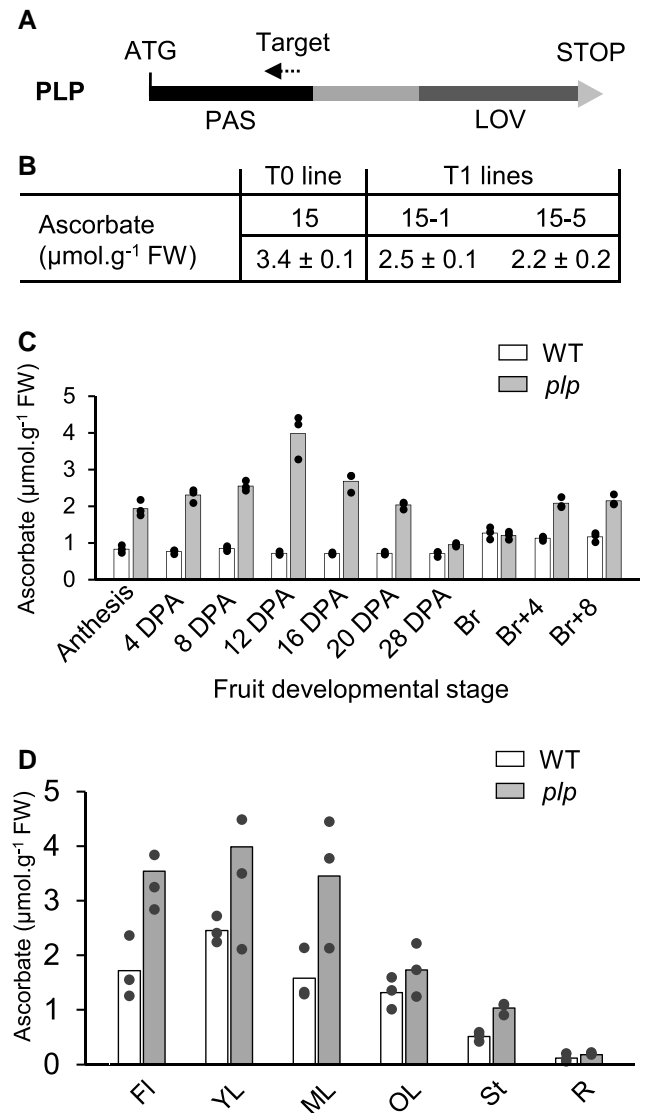 A
ATG
Target
STOP
PLP
PAS
LOV
B
T0 line
T1 lines
Ascorbate
(µmol.g-1 FW)
15
15-1
15-5
3.4 ± 0.1
2.5 ± 0.1
2.2 ± 0.2
C
WT
plp
Ascorbate (µmol.g-1 FW)
5
4
3
2
1
0
Anthesis
4 DPA
8 DPA
12 DPA
16 DPA
20 DPA
28 DPA
Br
Br+4
Br+8
Fruit developmental stage
D
WT
plp
Ascorbate (µmol.g-1 FW)
5
4
3
2
1
0
Fl
YL
ML
OL
St
R